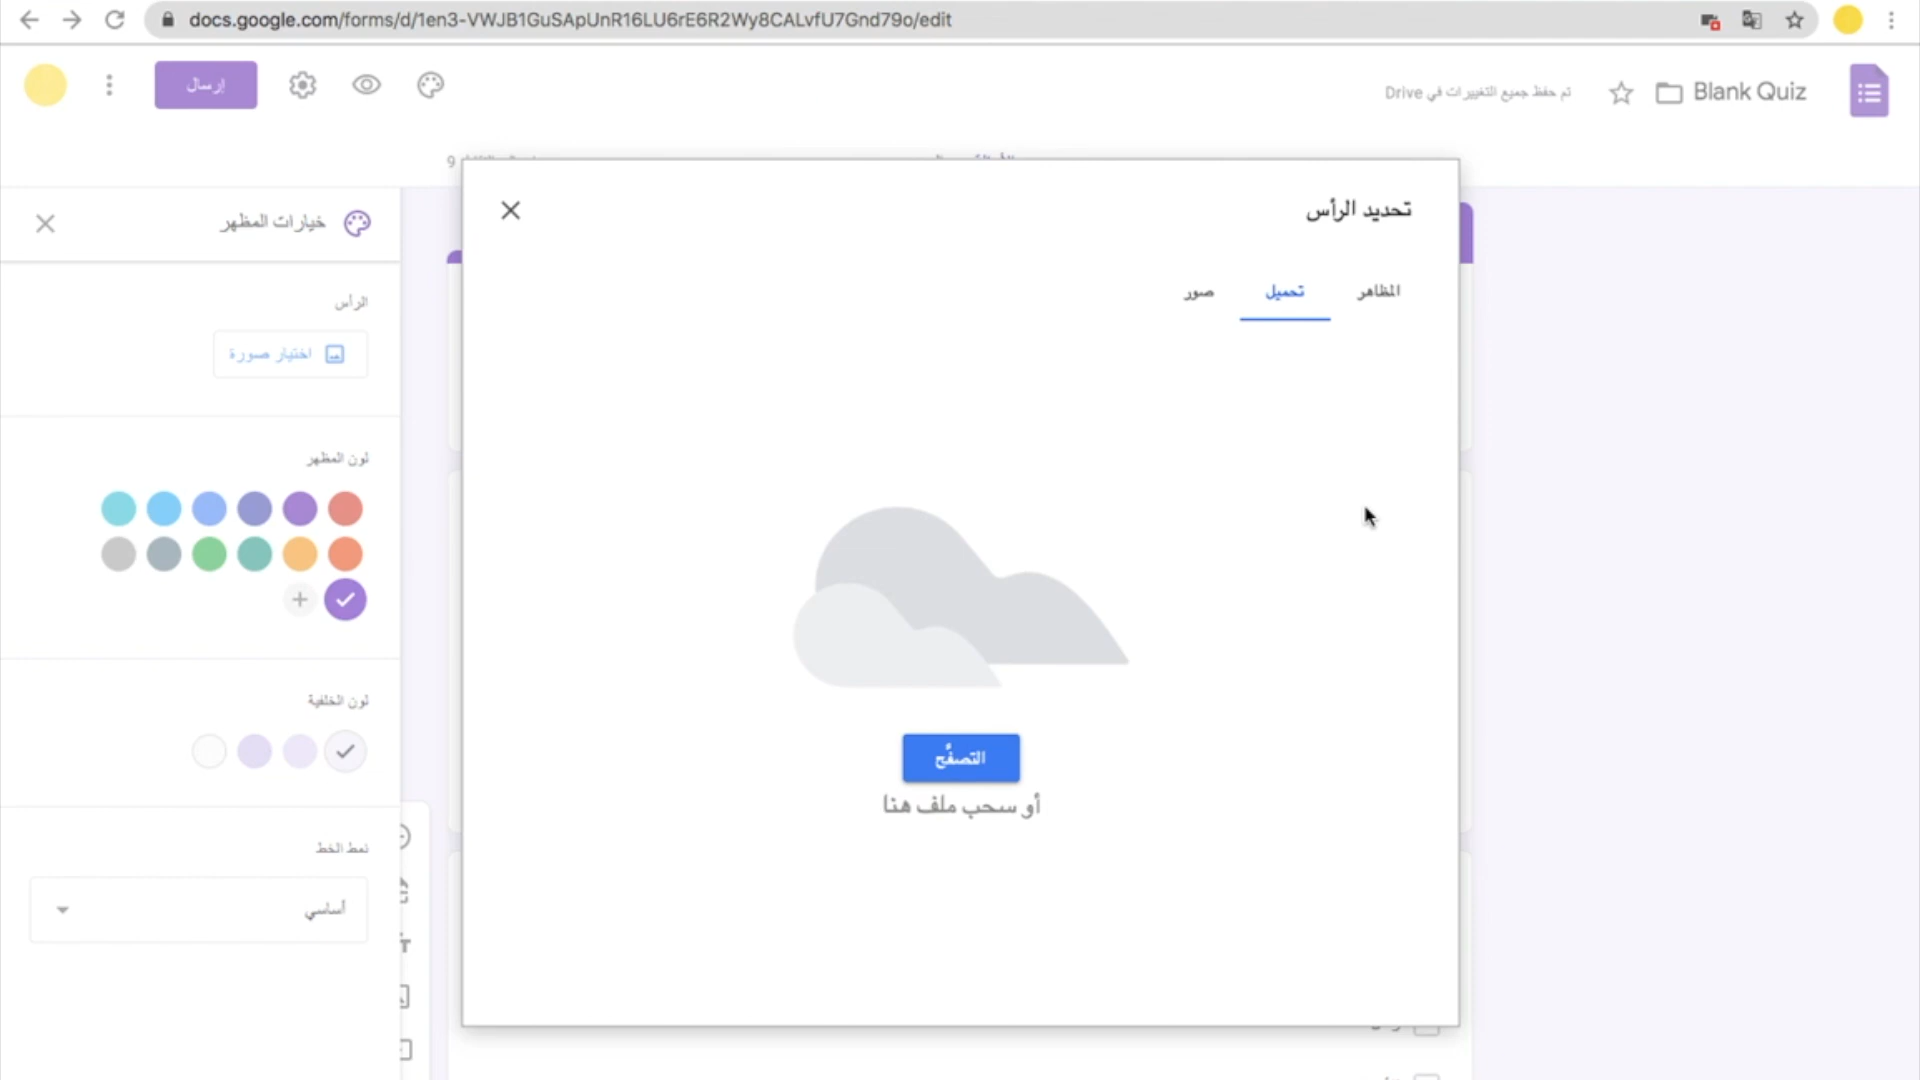 docs.google.com/forms/d/1en3-VWJB1GuSApUnR16LU6rE6R2Wy8CALvfU7Gnd79o/edit
Blank Quiz
تم حفظ جميع التغييرات في Drive
إرسال
9
خيارات المظهر
الرأس
اختيار صورة
لون المظهر
لون الخلفية
نمط الخط
أساسي
تحديد الرأس
المظاهر
تحميل
صور
التصفُّح
أو سحب ملف هنا